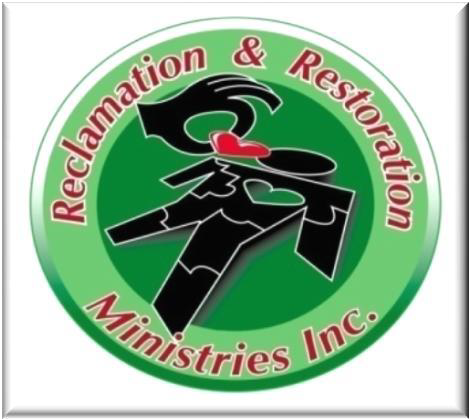 Reclamation & Restoration
Ministries Inc.